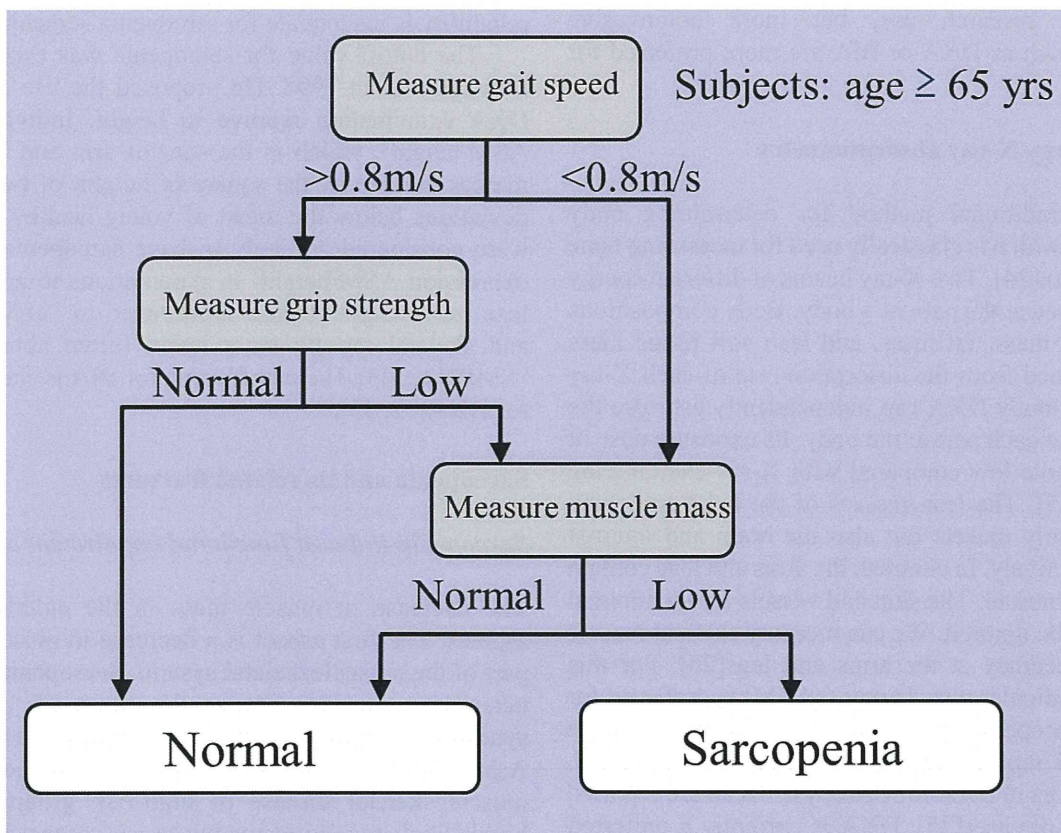 Measure gait speed
Subjects: age ≥ 65 yrs
>0.8m/s
<0.8m/s
Measure grip strength
Normal
Low
Measure muscle mass
Normal
Low
Normal
Sarcopenia